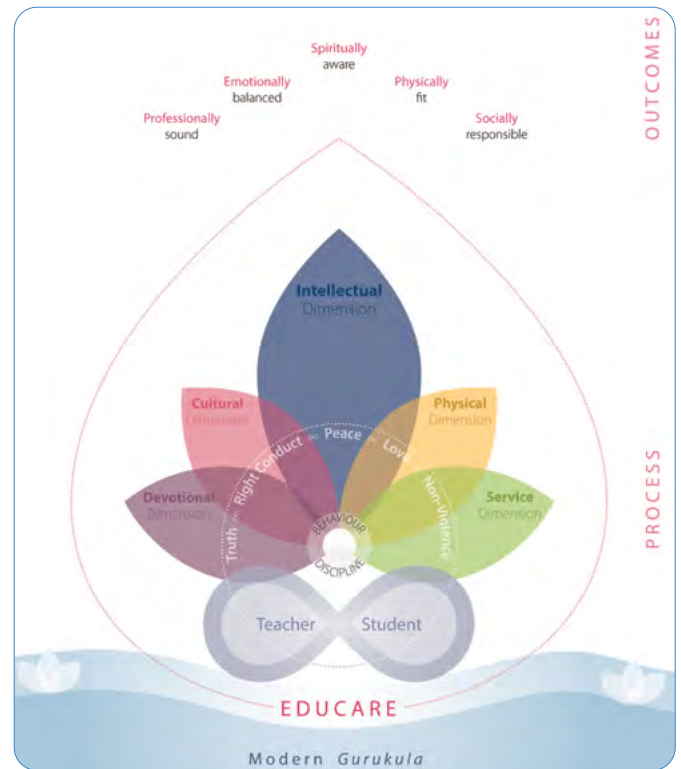 Spiritually
aware
Emotionally
balanced
Physically
fit
Professionally
sound
Socially
responsible
OUTCOMES
Intellectual
Dimension
Cultural
Dimension
Physical
Dimension
Truth ∞ Right Conduct ∞ Peace ∞ Love ∞ Non-Violence
Devotional
Dimension
Service
Dimension
BEHAVIOUR
DISCIPLINE
PROCESS
Teacher
Student
EDUCARE
Modern Gurukula